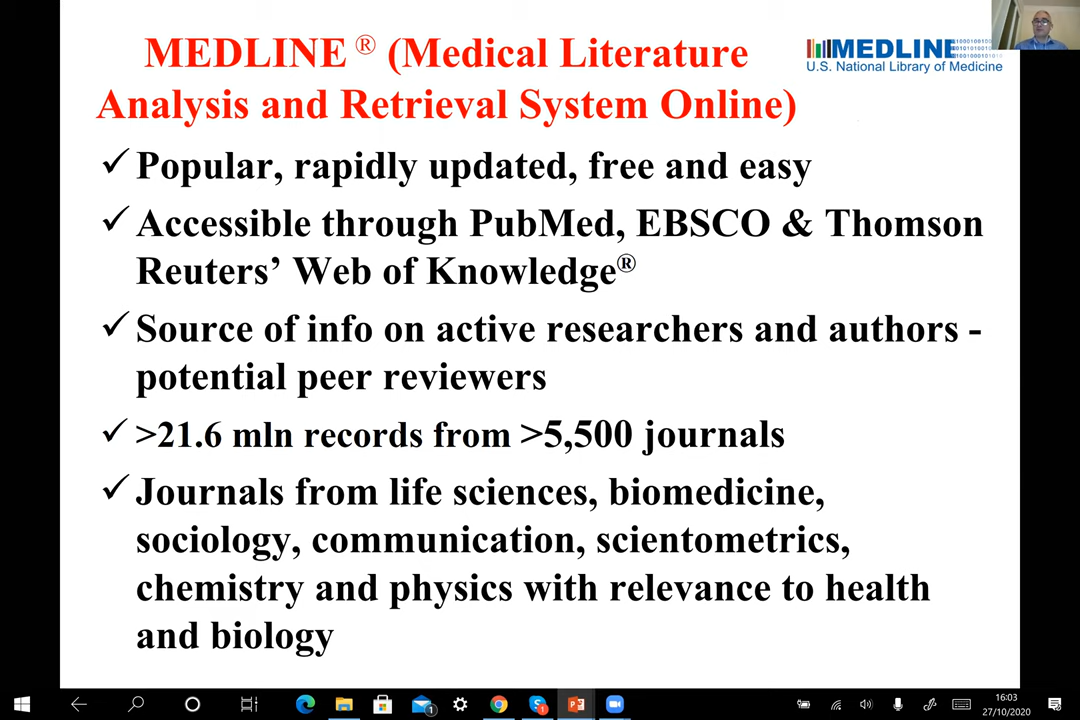 MEDLINE ® (Medical Literature
Analysis and Retrieval System Online)
MEDLINE
U.S. National Library of Medicine
✓ Popular, rapidly updated, free and easy
✓ Accessible through PubMed, EBSCO & Thomson
Reuters’ Web of Knowledge®
✓ Source of info on active researchers and authors -
potential peer reviewers
✓ >21.6 mln records from >5,500 journals
✓ Journals from life sciences, biomedicine,
sociology, communication, scientometrics,
chemistry and physics with relevance to health
and biology
16:03
27/10/2020